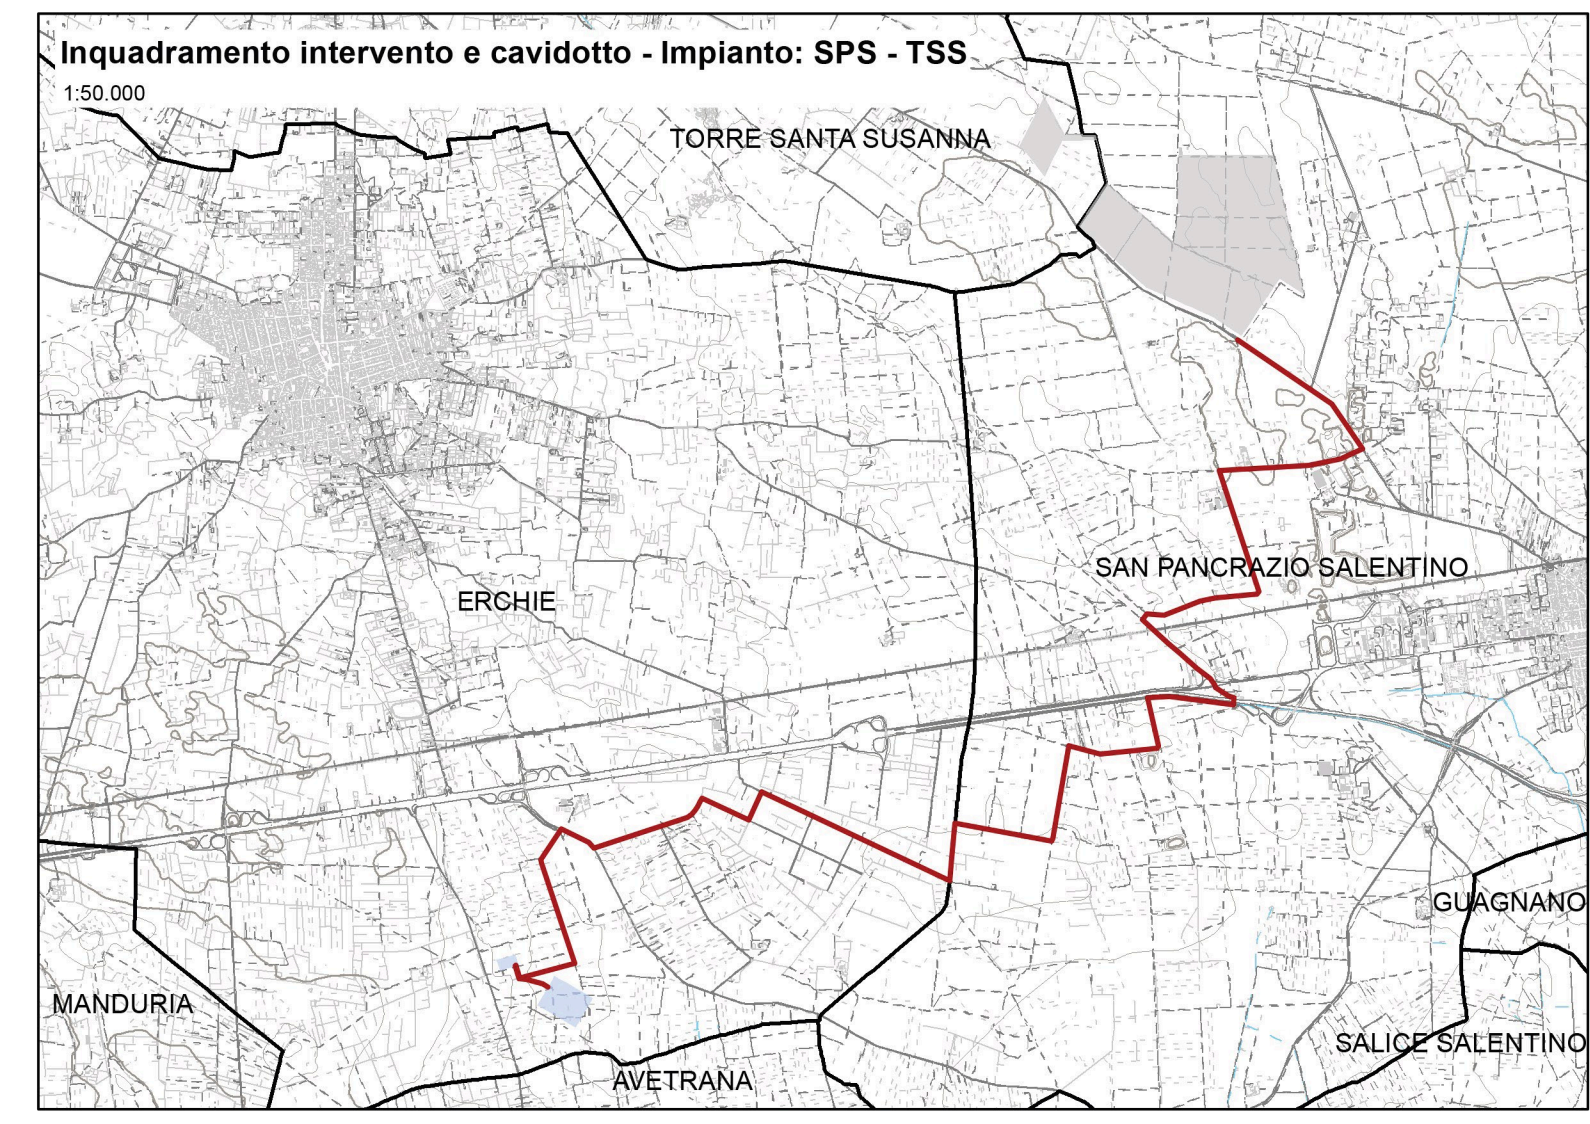 Inquadramento intervento e cavidotto - Impianto: SPS - TSS
1:50.000
TORRE SANTA SUSANNA
SAN PANCRAZIO SALENTINO
ERCHIE
GUAGNANO
MANDURIA
SALICE SALENTINO
AVETRANA